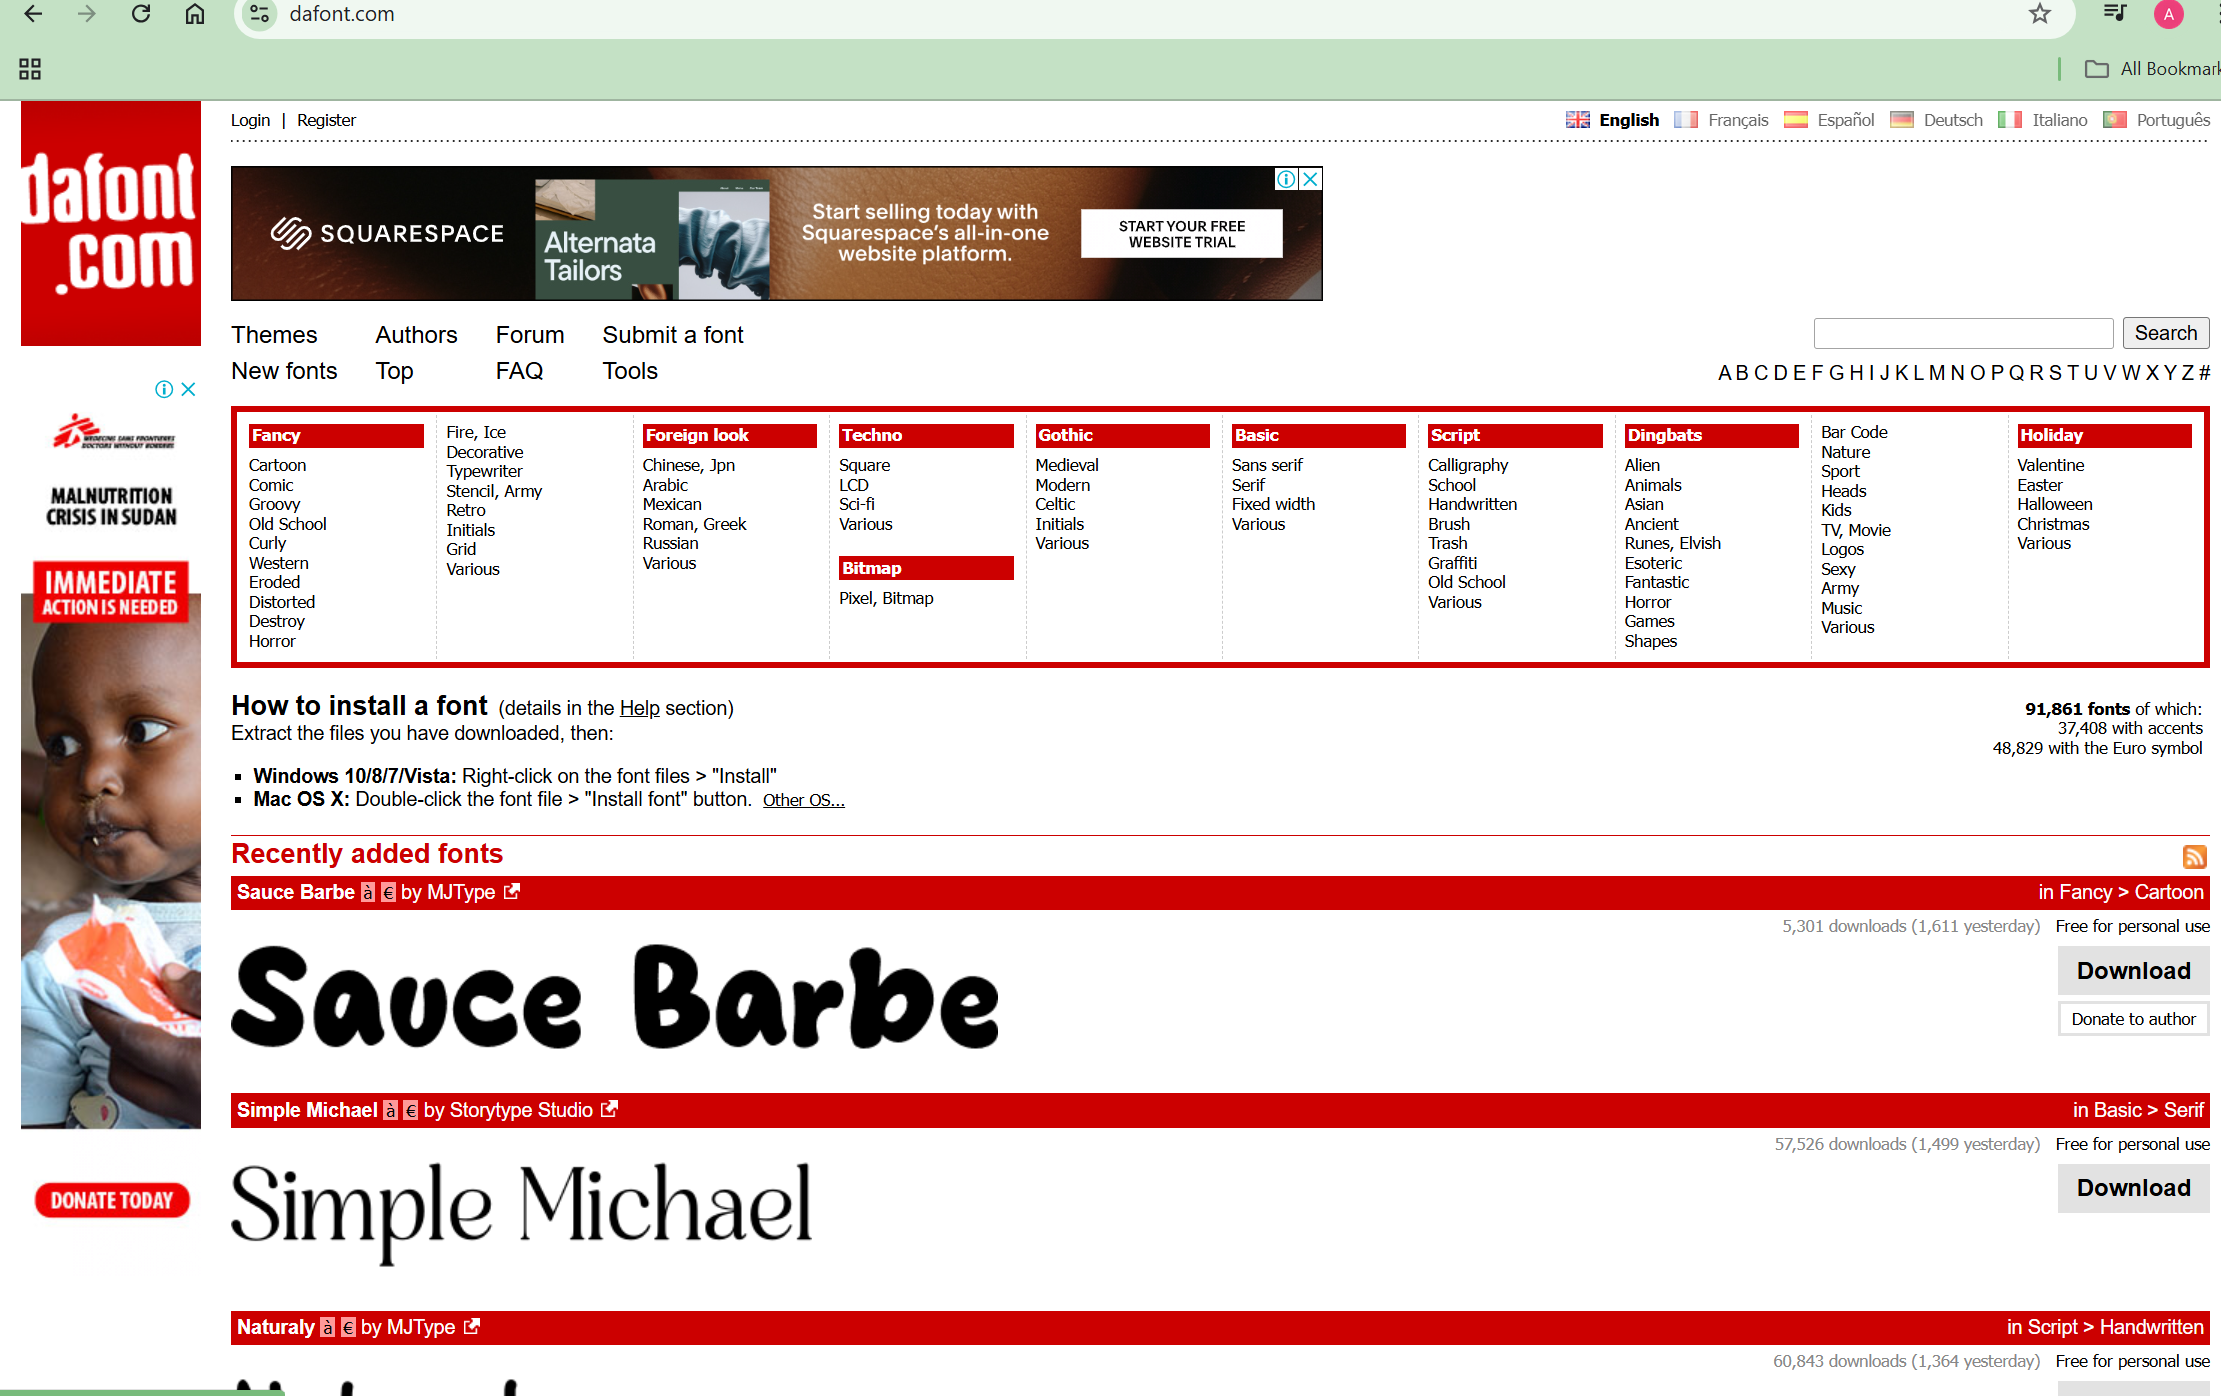 dafont.com
A
All Bookmark
dafont
.com
Login | Register
English Français Español Deutsch Italiano Português
SQUARESPACE
Alternata
Tailors
Start selling today with
Squarespace's all-in-one
website platform.
START YOUR FREE
WEBSITE TRIAL
Themes Authors Forum Submit a font
New fonts Top FAQ Tools
Search
A B C D E F G H I J K L M N O P Q R S T U V W X Y Z #
MEDECINS SANS FRONTIERES
DOCTORS WITHOUT BORDERS
MALNUTRITION
CRISIS IN SUDAN
IMMEDIATE
ACTION IS NEEDED
DONATE TODAY
Fancy
Cartoon
Comic
Groovy
Old School
Curly
Western
Eroded
Distorted
Destroy
Horror
Fire, Ice
Decorative
Typewriter
Stencil, Army
Retro
Initials
Grid
Various
Foreign look
Chinese, Jpn
Arabic
Mexican
Roman, Greek
Russian
Various
Techno
Square
LCD
Sci-fi
Various
Bitmap
Pixel, Bitmap
Gothic
Medieval
Modern
Celtic
Initials
Various
Basic
Sans serif
Serif
Fixed width
Various
Script
Calligraphy
School
Handwritten
Brush
Trash
Graffiti
Old School
Various
Dingbats
Alien
Animals
Asian
Ancient
Runes, Elvish
Esoteric
Fantastic
Horror
Games
Shapes
Bar Code
Nature
Sport
Heads
Kids
TV, Movie
Logos
Sexy
Army
Music
Various
Holiday
Valentine
Easter
Halloween
Christmas
Various
How to install a font (details in the Help section)
Extract the files you have downloaded, then:
Windows 10/8/7/Vista: Right-click on the font files > "Install"
Mac OS X: Double-click the font file > "Install font" button. Other OS...
91,861 fonts of which:
37,408 with accents
48,829 with the Euro symbol
Recently added fonts
Sauce Barbe à € by MJType in Fancy > Cartoon
5,301 downloads (1,611 yesterday) Free for personal use
Sauce Barbe
Download
Donate to author
Simple Michael à € by Storytype Studio in Basic > Serif
57,526 downloads (1,499 yesterday) Free for personal use
Simple Michael
Download
Naturaly à € by MJType in Script > Handwritten
60,843 downloads (1,364 yesterday) Free for personal use